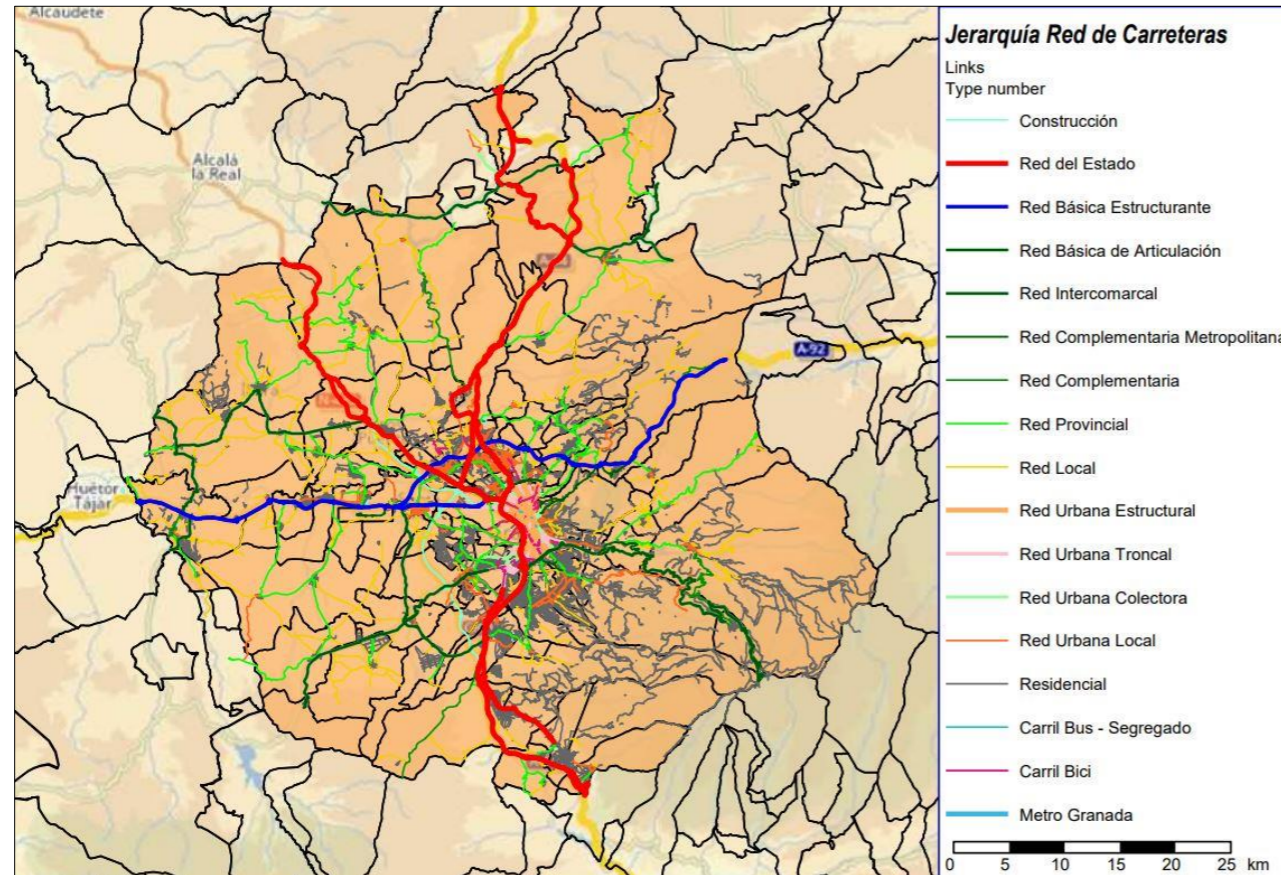 Alcaudete
Alcalá
la Real
A-92
Huétor
Tájar
Jerarquía Red de Carreteras
Links
Type number
Construcción
Red del Estado
Red Básica Estructurante
Red Básica de Articulación
Red Intercomarcal
Red Complementaria Metropolitana
Red Complementaria
Red Provincial
Red Local
Red Urbana Estructural
Red Urbana Troncal
Red Urbana Colectora
Red Urbana Local
Residencial
Carril Bus - Segregado
Carril Bici
Metro Granada
0 5 10 15 20 25 km